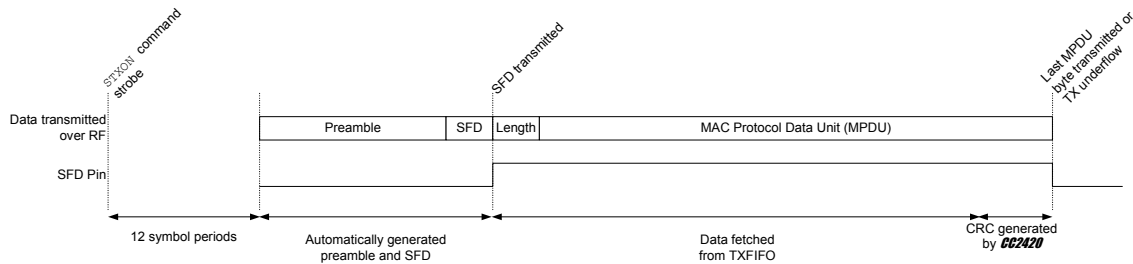 STXON command
strobe
SFD transmitted
Last MPDU
byte transmitted or
TX underflow
Data transmitted
over RF
Preamble
SFD
Length
MAC Protocol Data Unit (MPDU)
SFD Pin
12 symbol periods
Automatically generated
preamble and SFD
Data fetched
from TXFIFO
CRC generated
by CC2420